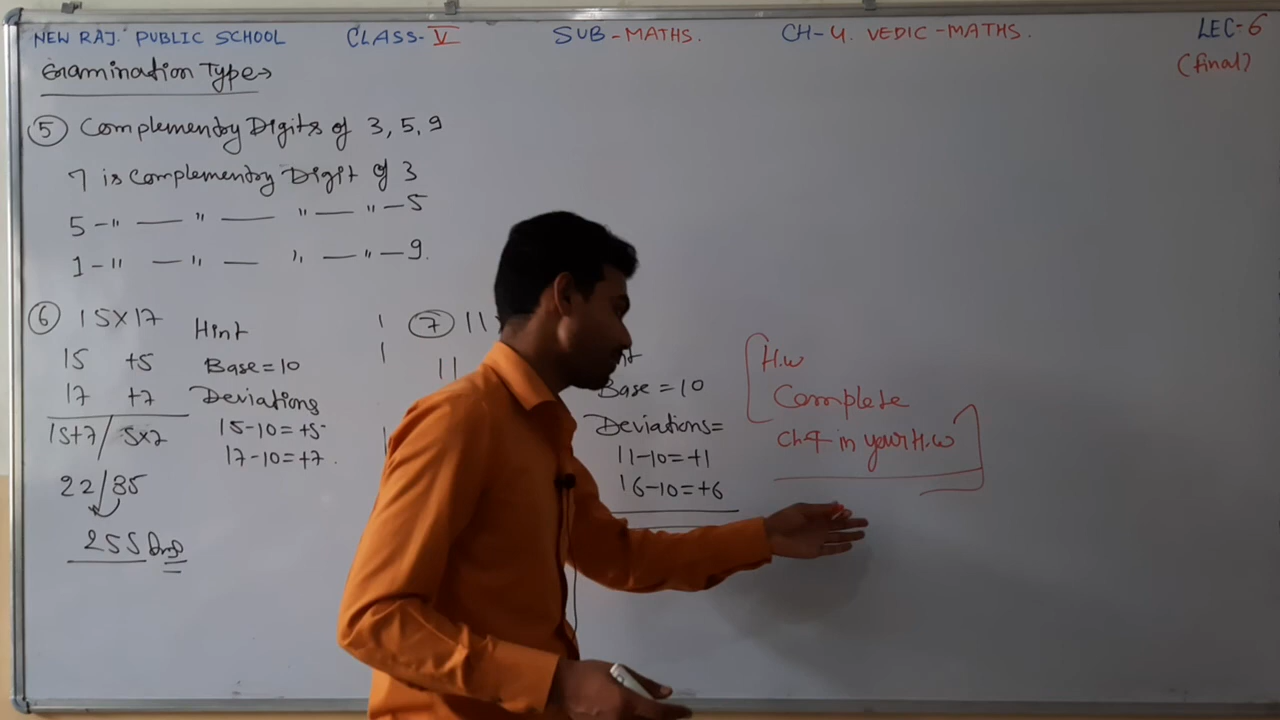 NEW RAJ. PUBLIC SCHOOL CLASS-V SUB-MATHS. CH-4. VEDIC-MATHS. LEC-6
(final)
Examination Type→
5 Complementry Digits of 3, 5, 9
7 is complementry Digit of 3
5 -" — " — " — " — 5
1 -" — " — " — " — 9.
6 15×17
Hint
15 +5
Base=10
17 +7
Deviations
15+7/ 5×7
15-10=+5
17-10=+7.
22/35
255 Ans
7 11
11
Base=10
Deviations=
11-10=+1
16-10=+6
H.W
Complete
ch4 in your H.W